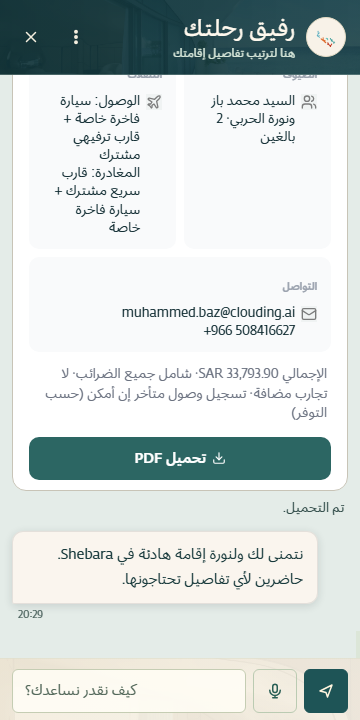 رفيق رحلتك
هنا لترتيب تفاصيل إقامتك
الضيوف
التنقلات
السيد محمد باز
ونورة الحربي · 2
بالغين
الوصول: سيارة
فاخرة خاصة +
قارب ترفيهي
مشترك
المغادرة: قارب
سريع مشترك +
سيارة فاخرة
خاصة
التواصل
muhammed.baz@clouding.ai
+966 508416627
الإجمالي SAR 33,793.90 · شامل جميع الضرائب · لا
تجارب مضافة · تسجيل وصول متأخر إن أمكن (حسب
التوفر)
تحميل PDF
تم التحميل.
نتمنى لك ولنورة إقامة هادئة في Shebara.
حاضرين لأي تفاصيل تحتاجونها.
20:29
كيف نقدر نساعدك؟